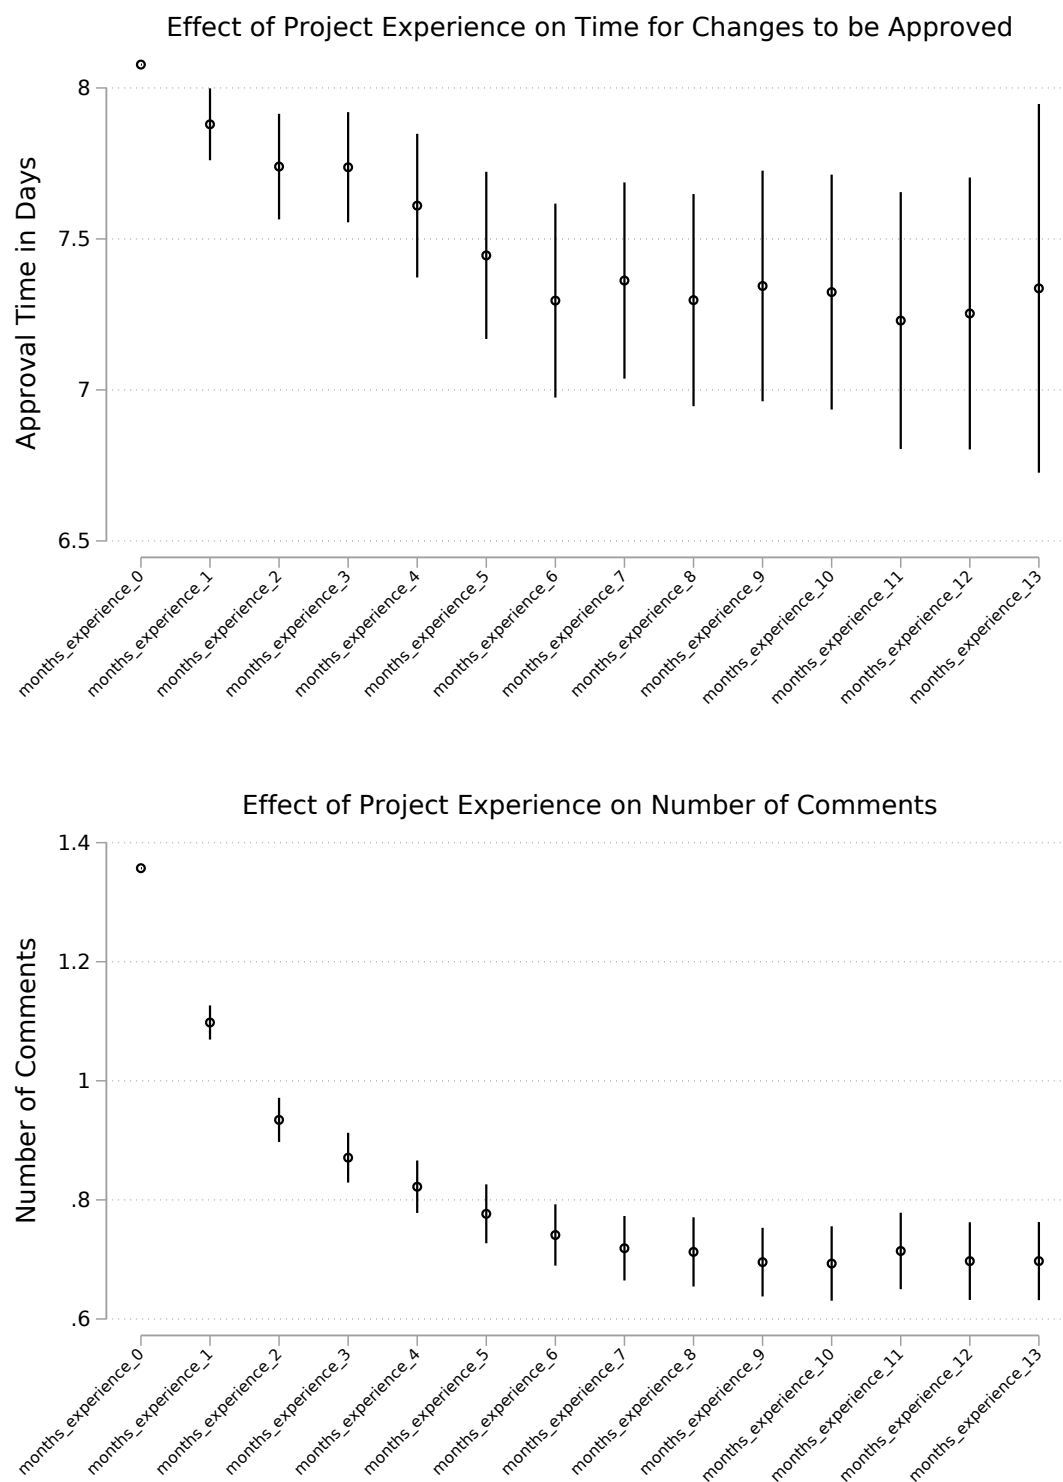 Effect of Project Experience on Time for Changes to be Approved
Approval Time in Days
8
7.5
7
6.5
months_experience_0
months_experience_1
months_experience_2
months_experience_3
months_experience_4
months_experience_5
months_experience_6
months_experience_7
months_experience_8
months_experience_9
months_experience_10
months_experience_11
months_experience_12
months_experience_13
Effect of Project Experience on Number of Comments
Number of Comments
1.4
1.2
1
.8
.6
months_experience_0
months_experience_1
months_experience_2
months_experience_3
months_experience_4
months_experience_5
months_experience_6
months_experience_7
months_experience_8
months_experience_9
months_experience_10
months_experience_11
months_experience_12
months_experience_13